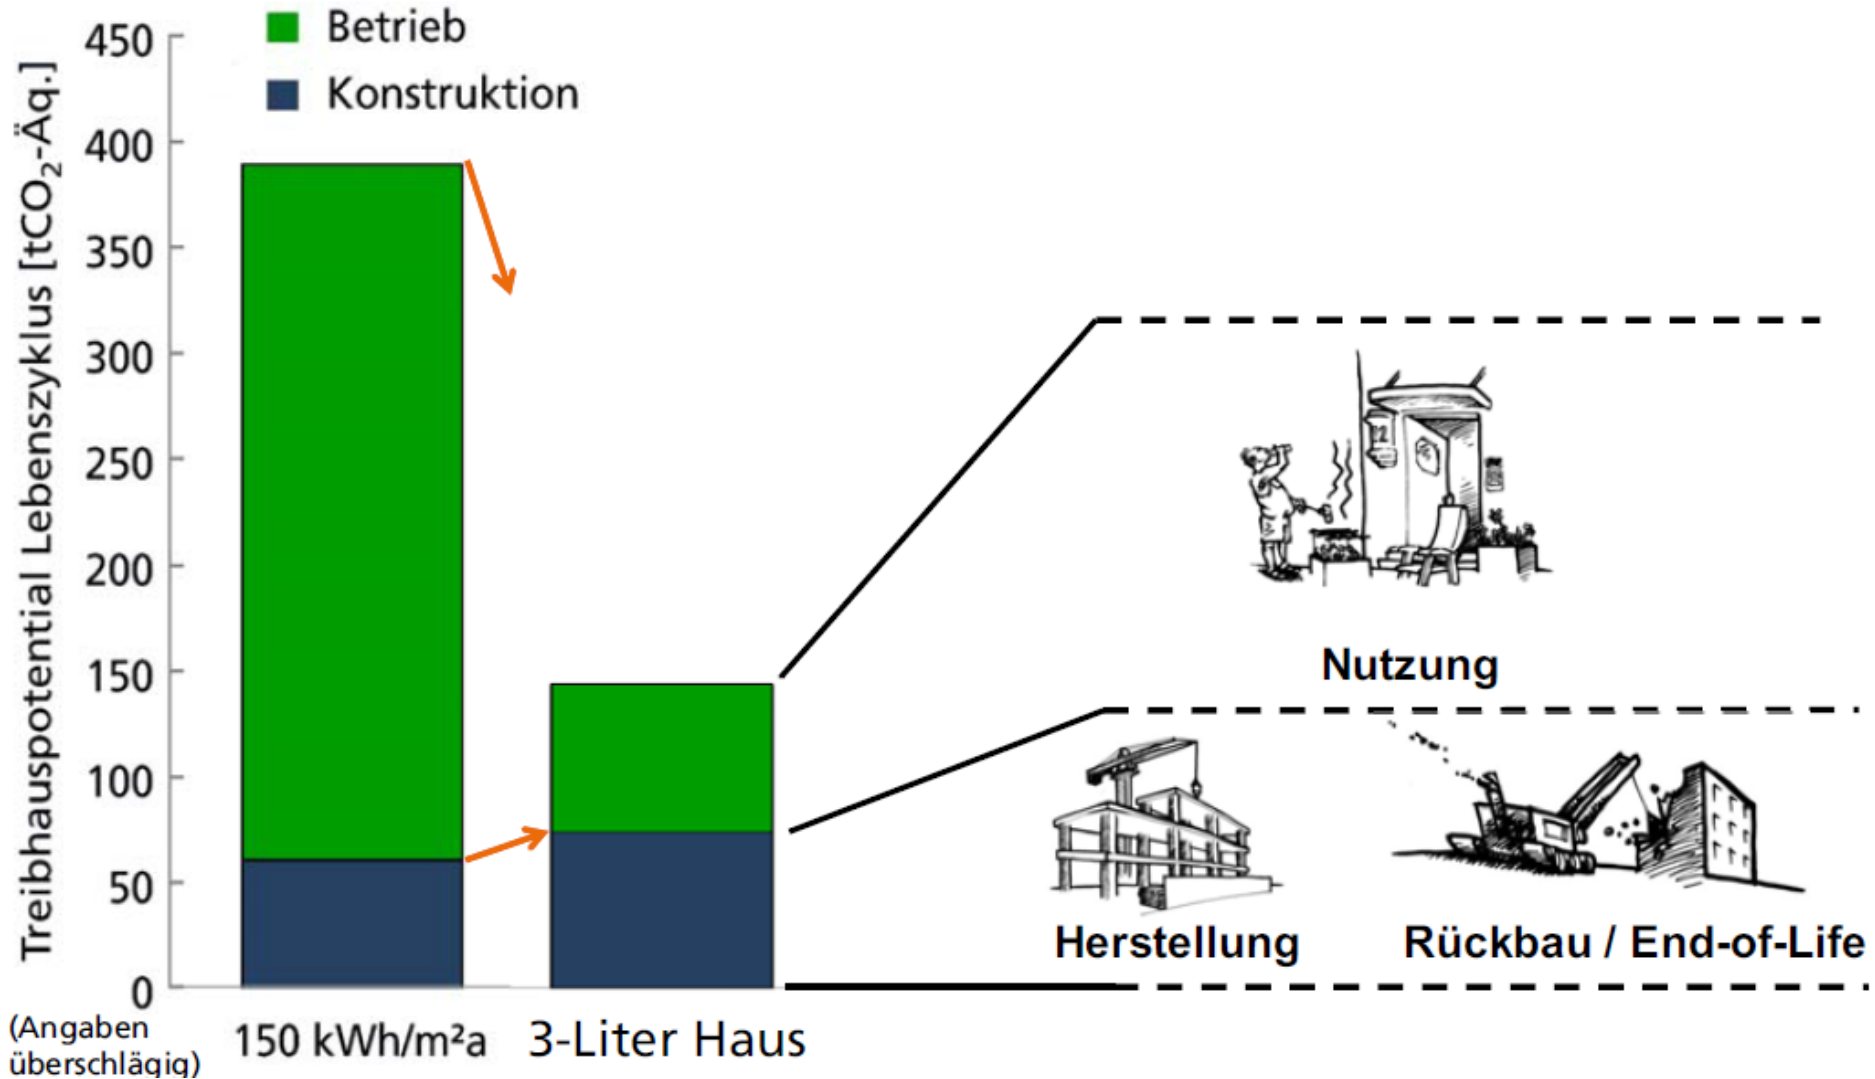 Betrieb
Konstruktion
Treibhauspotential Lebenszyklus [tCO₂-Äq.]
450
400
350
300
250
200
150
100
50
0
(Angaben
überschlägig)
150 kWh/m²a
3-Liter Haus
Nutzung
Herstellung
Rückbau / End-of-Life